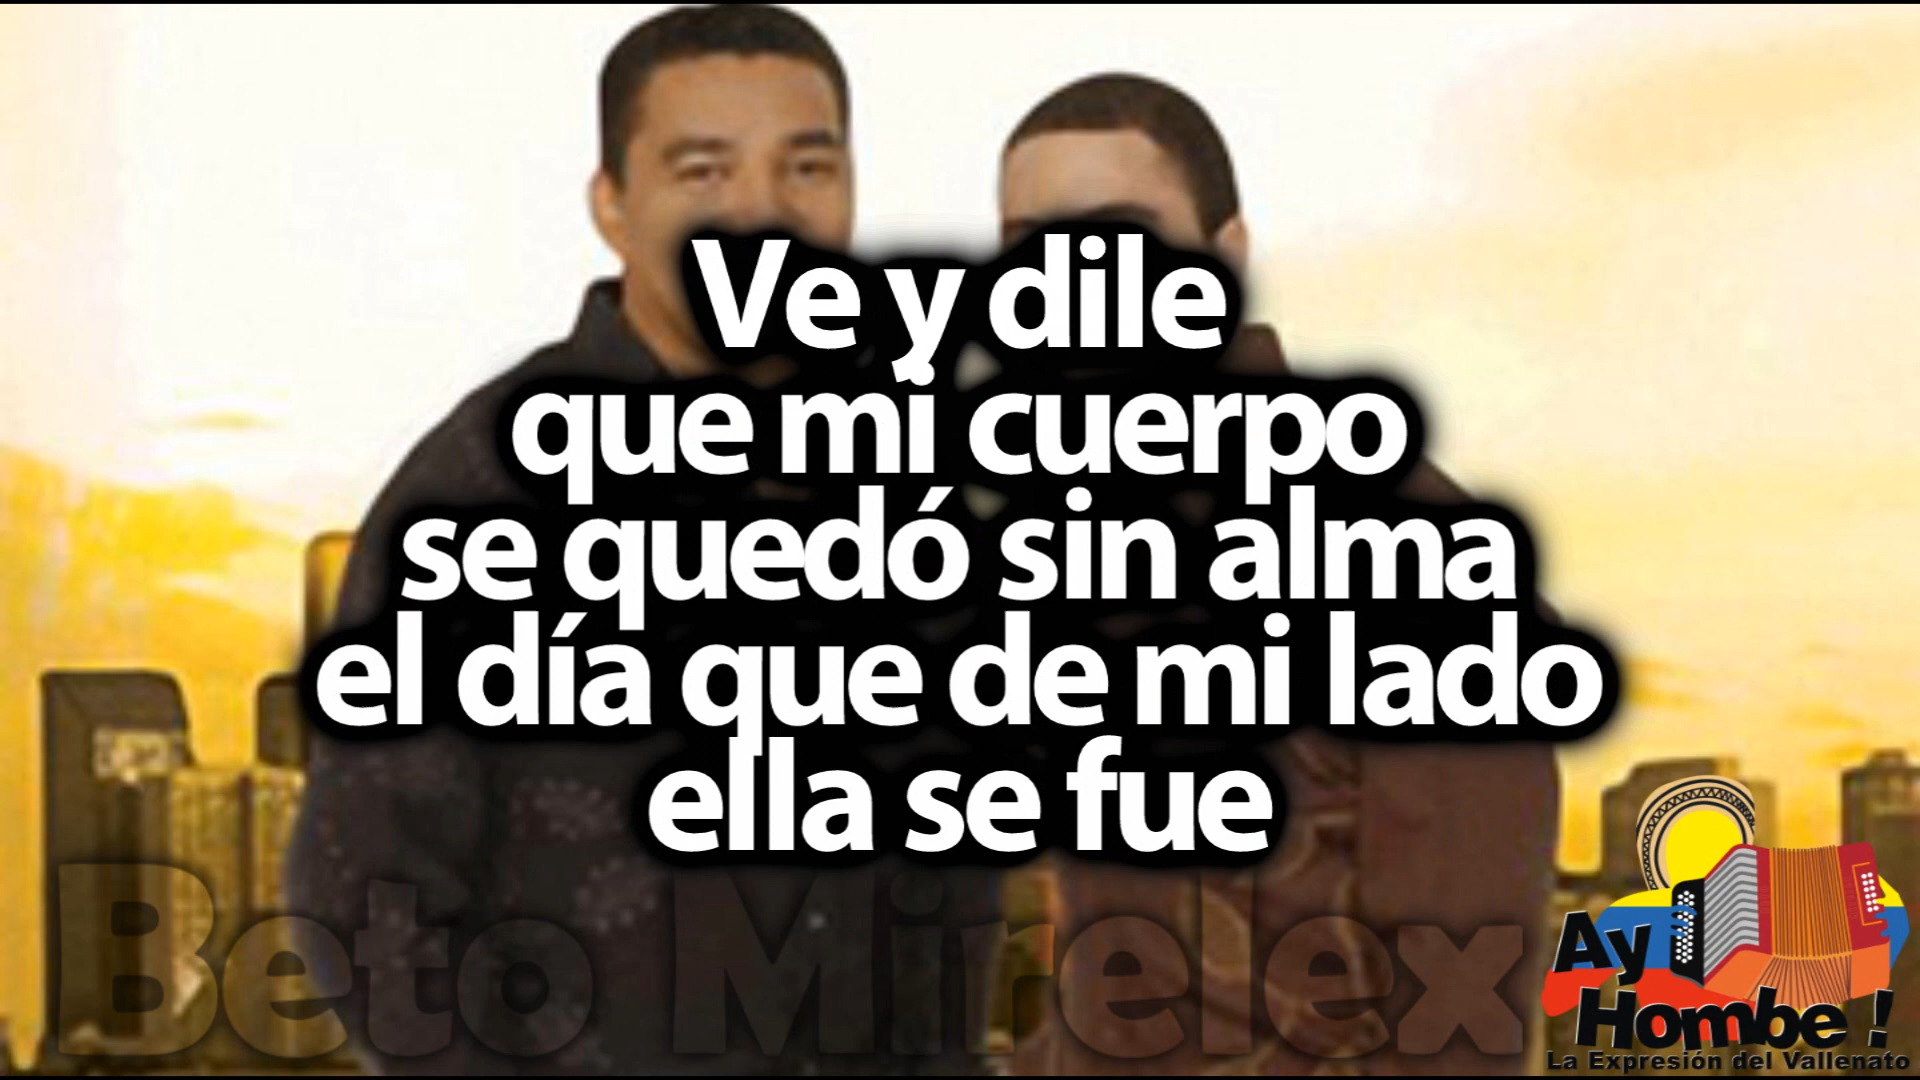 Ve y dile
que mi cuerpo
se quedó sin alma
el día que de mi lado
ella se fue
Beto Mirelex
Ay
Hombe !
La Expresión del Vallenato